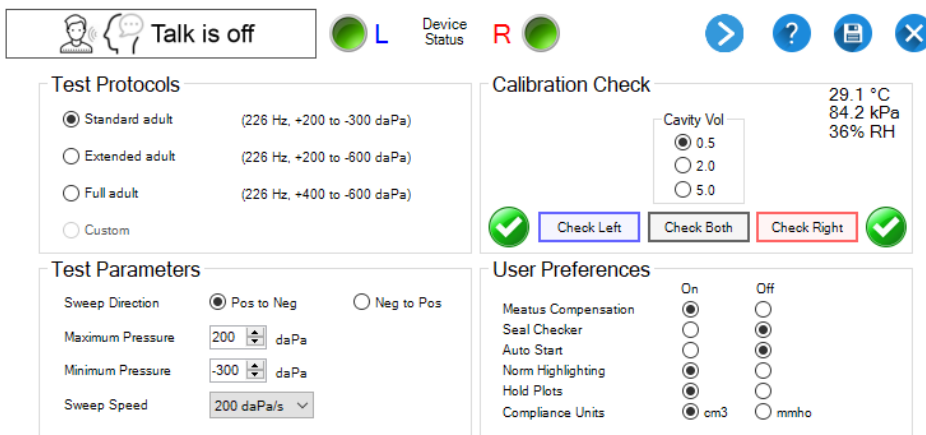 Talk is off L Device Status R ?
Test Protocols
Standard adult (226 Hz, +200 to -300 daPa)
Extended adult (226 Hz, +200 to -600 daPa)
Full adult (226 Hz, +400 to -600 daPa)
Custom
Calibration Check
29.1 °C
84.2 kPa
36% RH
Cavity Vol
0.5
2.0
5.0
Check Left Check Both Check Right
Test Parameters
Sweep Direction Pos to Neg Neg to Pos
Maximum Pressure 200 daPa
Minimum Pressure -300 daPa
Sweep Speed 200 daPa/s
User Preferences
On Off
Meatus Compensation
Seal Checker
Auto Start
Norm Highlighting
Hold Plots
Compliance Units cm3 mmho